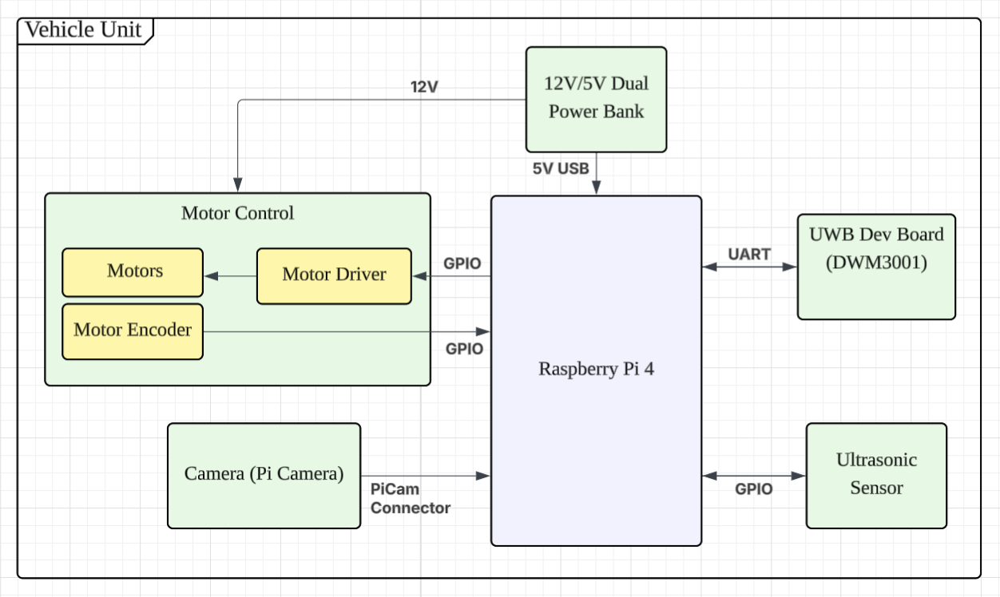 Vehicle Unit
12V/5V Dual
Power Bank
12V
5V USB
Motor Control
Motors
Motor Driver
GPIO
Motor Encoder
GPIO
Raspberry Pi 4
UART
UWB Dev Board
(DWM3001)
Camera (Pi Camera)
PiCam
Connector
GPIO
Ultrasonic
Sensor